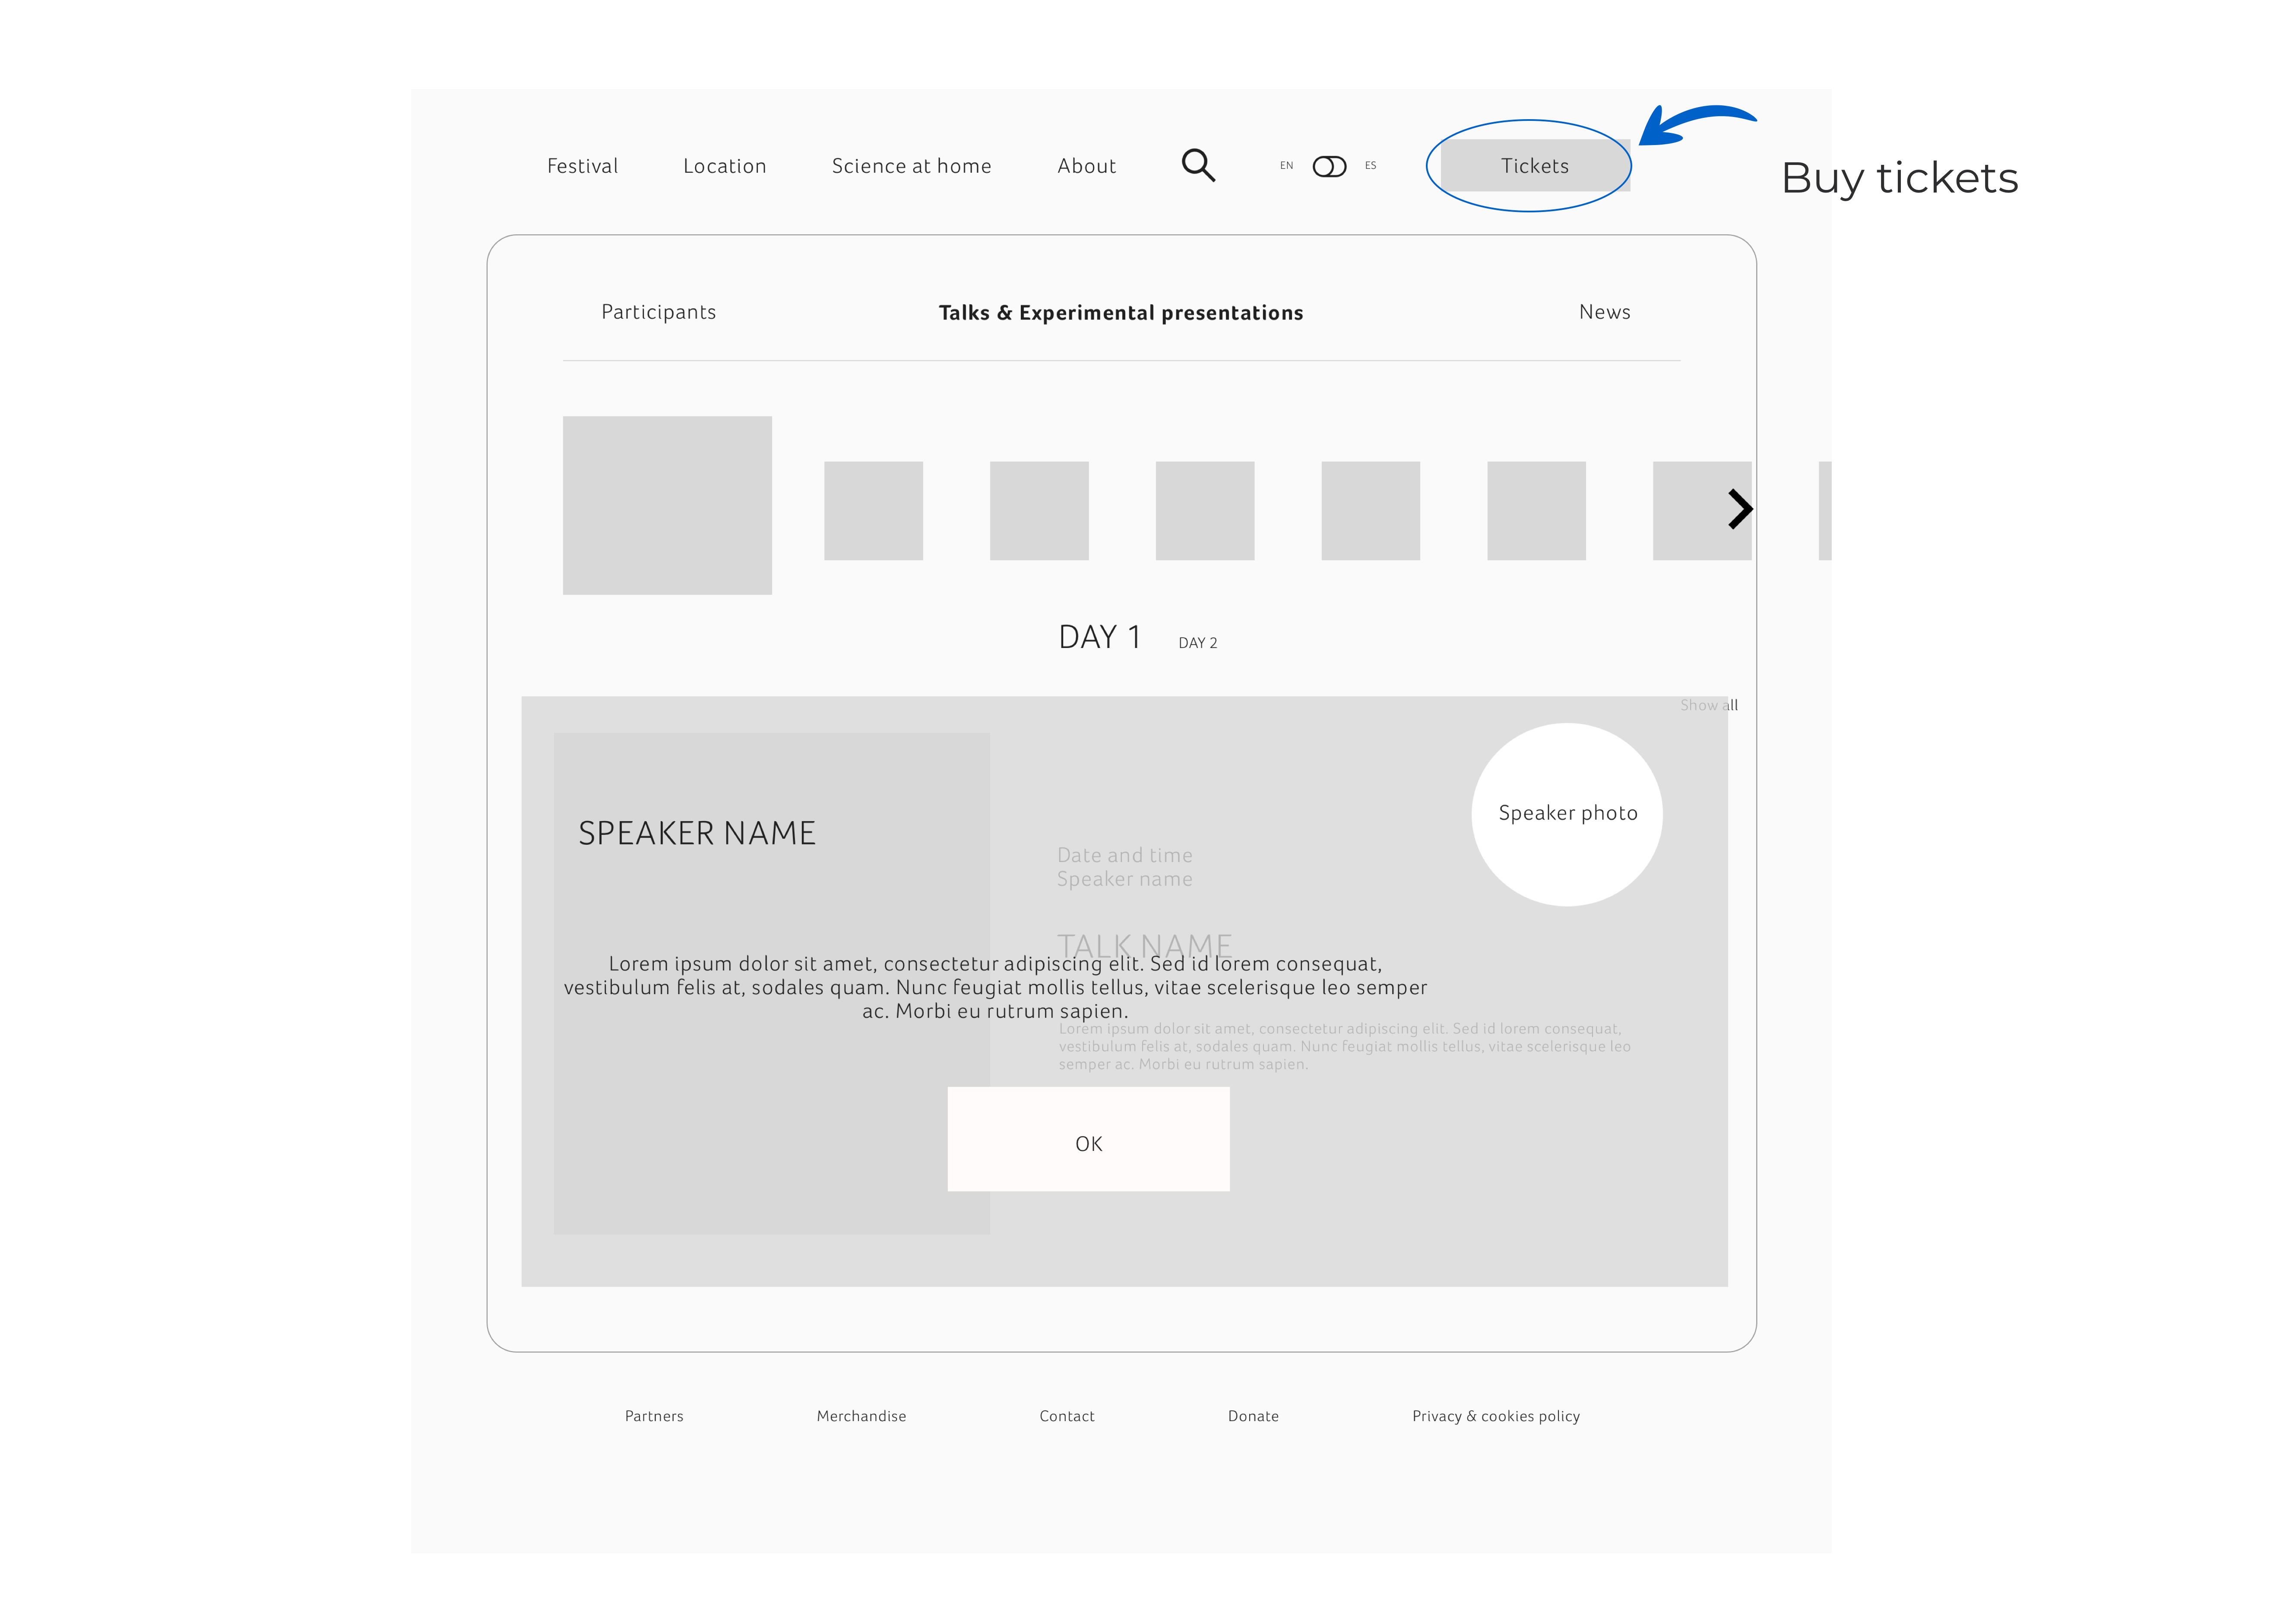 Festival
Location
Science at home
About
EN
ES
Tickets
Buy tickets
Participants
Talks & Experimental presentations
News
DAY 1
DAY 2
Show all
SPEAKER NAME
Speaker photo
Date and time
Speaker name
TALK NAME
Lorem ipsum dolor sit amet, consectetur adipiscing elit. Sed id lorem consequat,
vestibulum felis at, sodales quam. Nunc feugiat mollis tellus, vitae scelerisque leo semper
ac. Morbi eu rutrum sapien.
Lorem ipsum dolor sit amet, consectetur adipiscing elit. Sed id lorem consequat,
vestibulum felis at, sodales quam. Nunc feugiat mollis tellus, vitae scelerisque leo
semper ac. Morbi eu rutrum sapien.
OK
Partners
Merchandise
Contact
Donate
Privacy & cookies policy